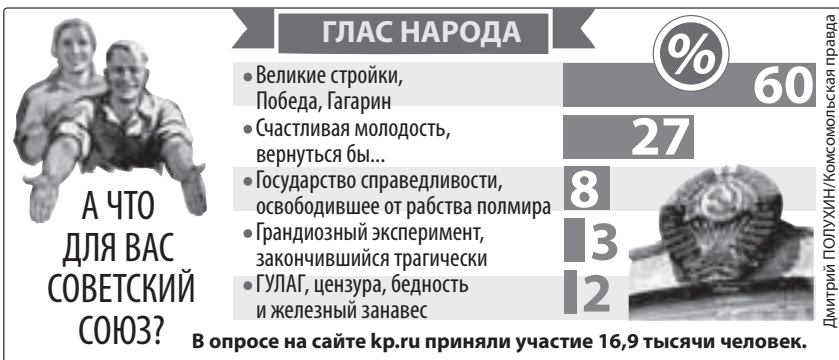 ГЛАС НАРОДА
%
• Великие стройки,
Победа, Гагарин
60
• Счастливая молодость,
вернуться бы...
27
• Государство справедливости,
освободившее от рабства полмира
8
• Грандиозный эксперимент,
закончившийся трагически
3
• ГУЛАГ, цензура, бедность
и железный занавес
2
А ЧТО
ДЛЯ ВАС
СОВЕТСКИЙ
СОЮЗ?
В опросе на сайте kp.ru приняли участие 16,9 тысячи человек.
Дмитрий ПОЛУХИН/Комсомольская правда